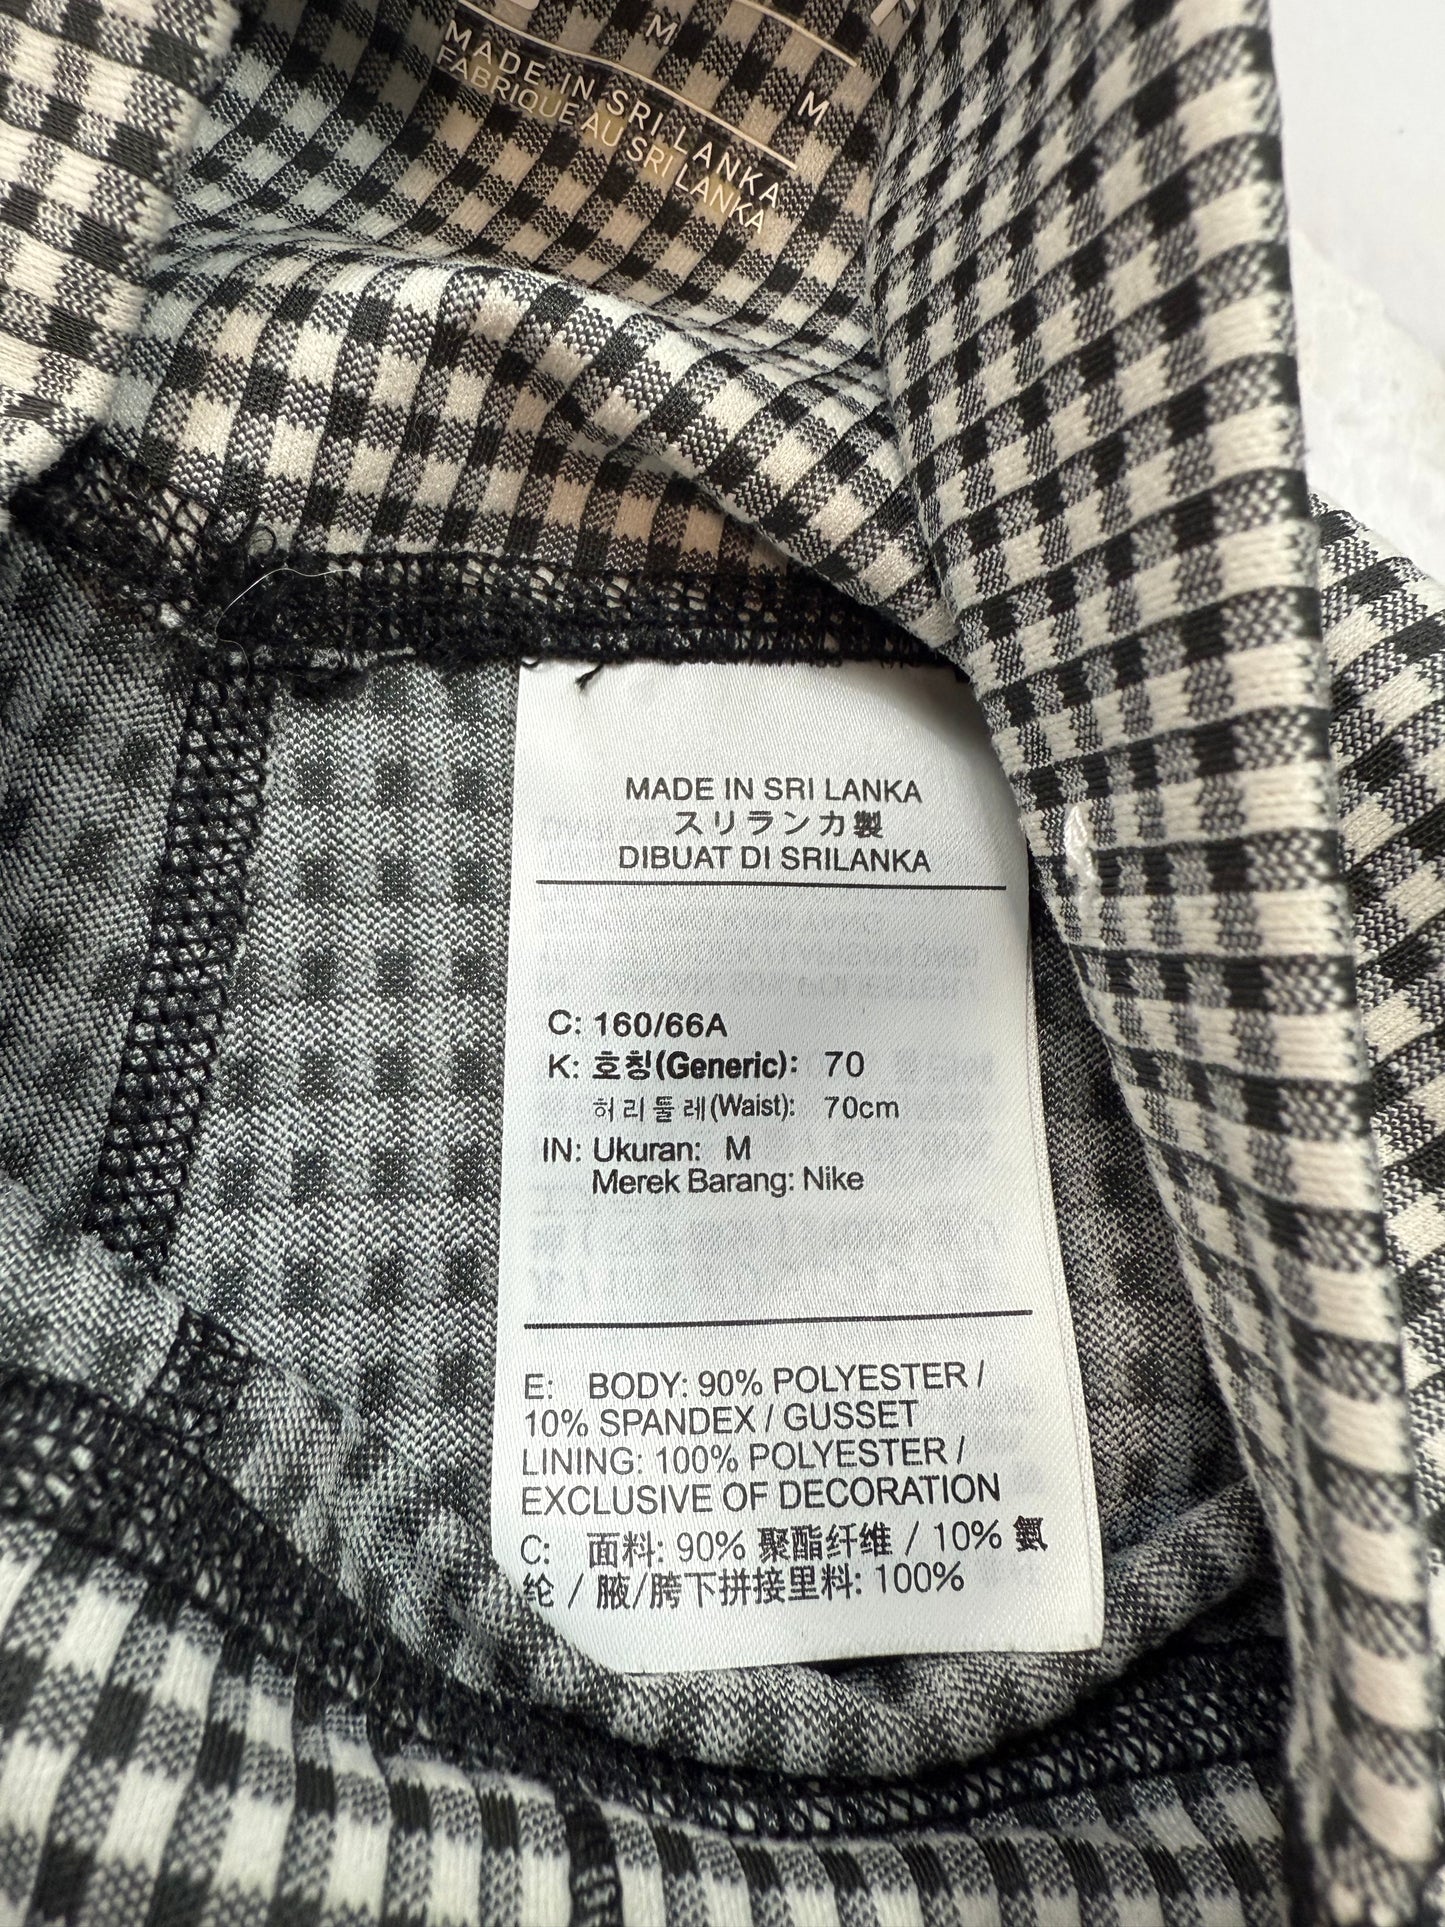 M
M
MADE IN SRI LANKA
FABRIQUE AU SRI LANKA
MADE IN SRI LANKA
スリランカ製
DIBUAT DI SRILANKA
C: 160/66A
K: 호칭(Generic): 70
허리둘레(Waist): 70cm
IN: Ukuran: M
Merek Barang: Nike
E: BODY: 90% POLYESTER /
10% SPANDEX / GUSSET
LINING: 100% POLYESTER /
EXCLUSIVE OF DECORATION
C: 面料: 90% 聚酯纤维 / 10% 氨
纶 / 腋/胯下拼接里料: 100%